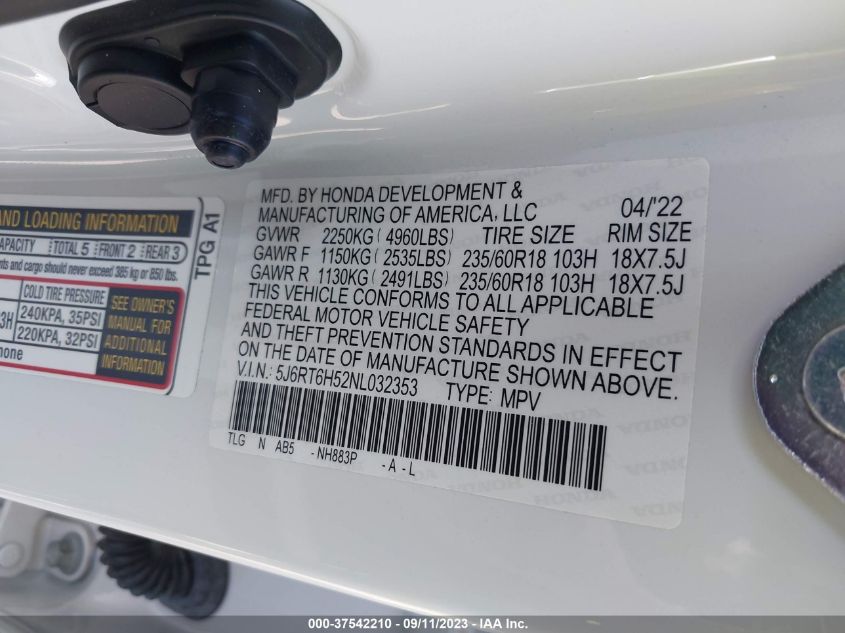 AND LOADING INFORMATION
CAPACITY TOTAL 5 FRONT 2 REAR 3
nts and cargo should never exceed 385 kg or 850 lbs.
COLD TIRE PRESSURE
SEE OWNER'S MANUAL FOR ADDITIONAL INFORMATION
3H 240KPA, 35PSI
220KPA, 32PSI
none
TPG A1
MFD. BY HONDA DEVELOPMENT &
MANUFACTURING OF AMERICA, LLC 04/'22
GVWR 2250KG ( 4960LBS) TIRE SIZE RIM SIZE
GAWR F 1150KG ( 2535LBS) 235/60R18 103H 18X7.5J
GAWR R 1130KG ( 2491LBS) 235/60R18 103H 18X7.5J
THIS VEHICLE CONFORMS TO ALL APPLICABLE
FEDERAL MOTOR VEHICLE SAFETY
AND THEFT PREVENTION STANDARDS IN EFFECT
ON THE DATE OF MANUFACTURE SHOWN ABOVE.
V.I.N.: 5J6RT6H52NL032353 TYPE: MPV
TLG N AB5 -NH883P -A-L
000-37542210 - 09/11/2023 - IAA Inc.